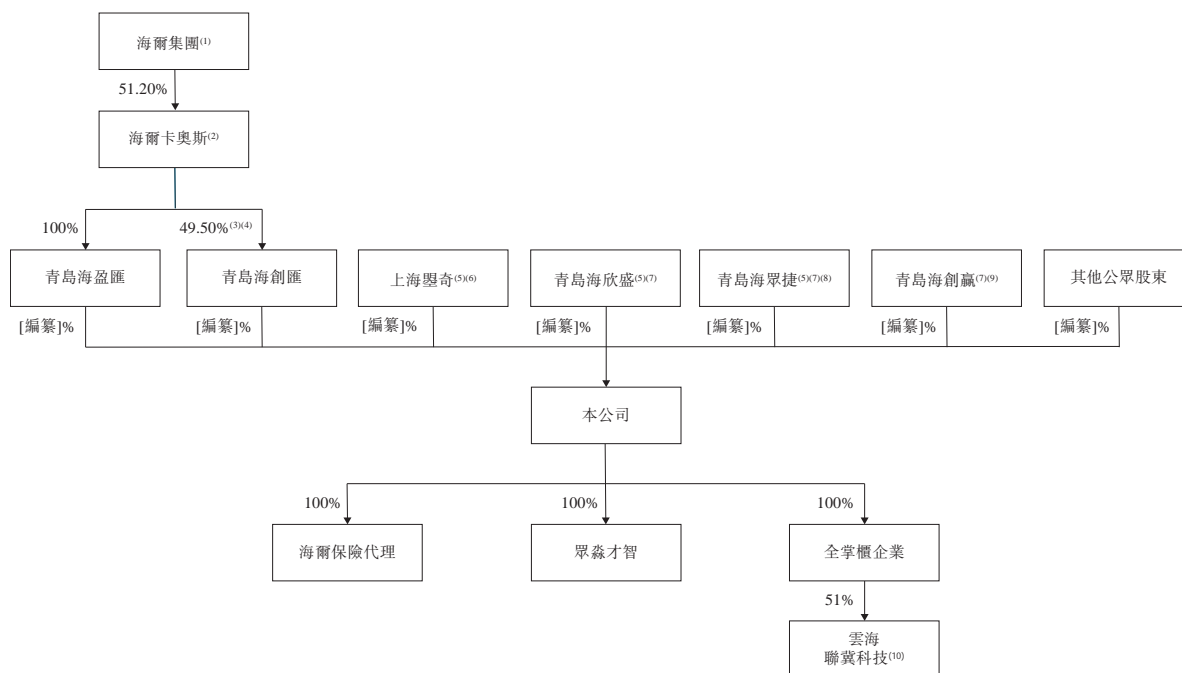 海爾集團(1)
51.20%
海爾卡奧斯(2)
100%
49.50%(3)(4)
青島海盈匯
青島海創匯
上海曌奇(5)(6)
青島海欣盛(5)(7)
青島海眾捷(5)(7)(8)
青島海創贏(7)(9)
其他公眾股東
[編纂]%
[編纂]%
[編纂]%
[編纂]%
[編纂]%
[編纂]%
[編纂]%
本公司
100%
100%
100%
海爾保險代理
眾淼才智
全掌櫃企業
51%
雲海
聯冀科技(10)